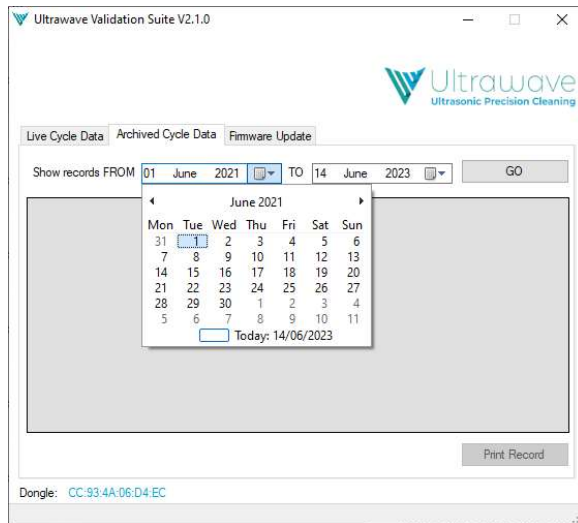 Ultrawave Validation Suite V2.1.0
Ultrawave
Ultrasonic Precision Cleaning
Live Cycle Data Archived Cycle Data Firmware Update
Show records FROM 01 June 2021 TO 14 June 2023 GO
June 2021
Mon Tue Wed Thu Fri Sat Sun
31 1 2 3 4 5 6
7 8 9 10 11 12 13
14 15 16 17 18 19 20
21 22 23 24 25 26 27
28 29 30 1 2 3 4
5 6 7 8 9 10 11
Today: 14/06/2023
Print Record
Dongle: CC:93:4A:06:D4:EC